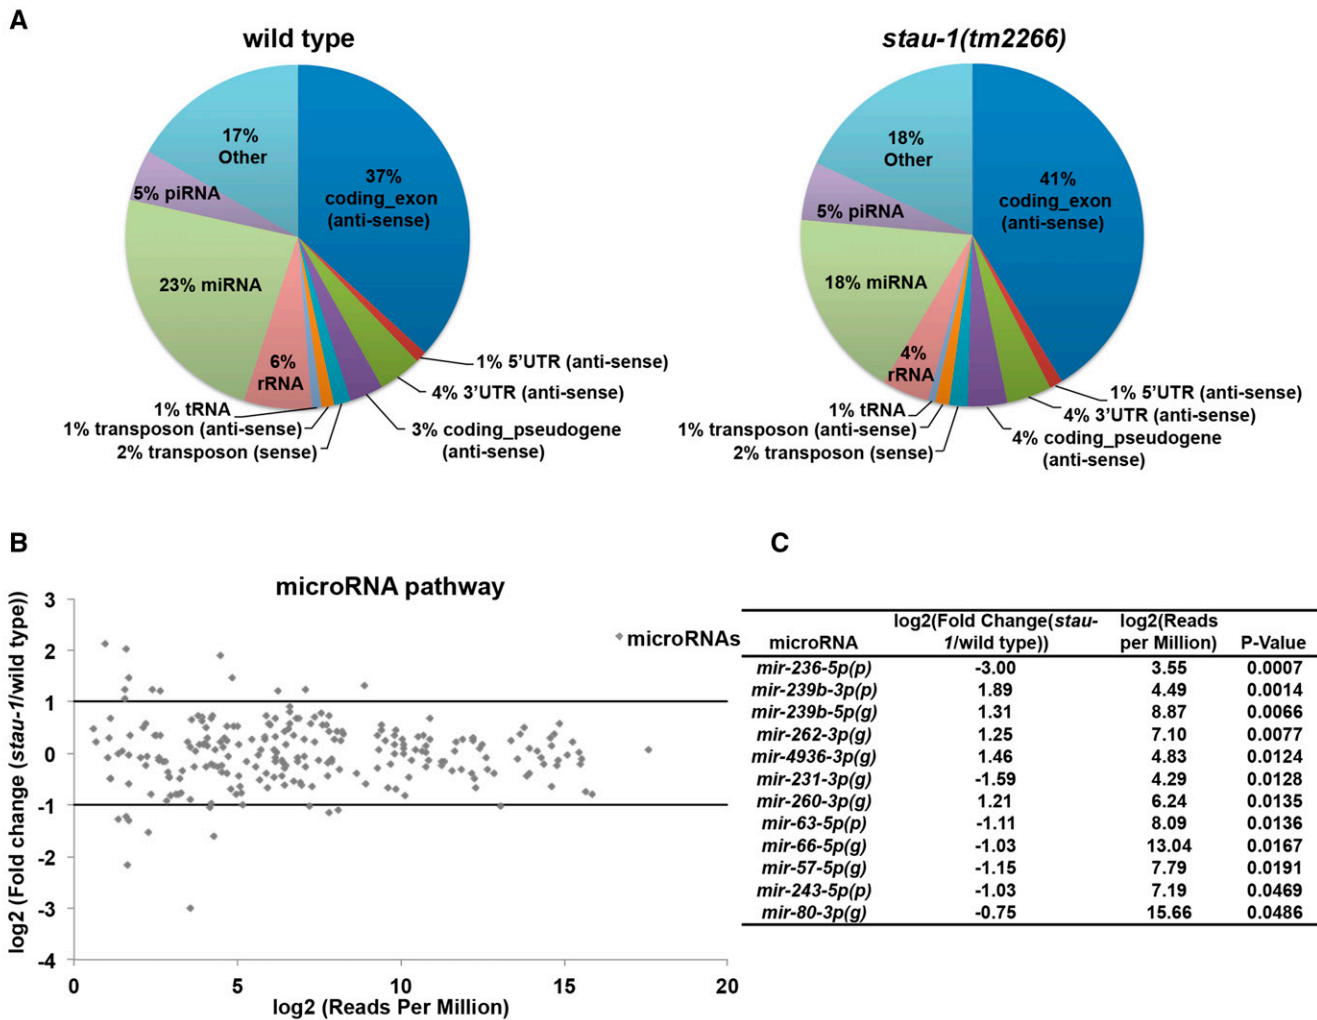 A
wild type
17%
Other
5% piRNA
37%
coding_exon
(anti-sense)
23% miRNA
6%
rRNA
1% 5'UTR (anti-sense)
1% tRNA
4% 3'UTR (anti-sense)
1% transposon (anti-sense)
3% coding_pseudogene
(anti-sense)
2% transposon (sense)
stau-1(tm2266)
18%
Other
41%
coding_exon
(anti-sense)
5% piRNA
18% miRNA
4%
rRNA
1% 5'UTR (anti-sense)
1% tRNA
4% 3'UTR (anti-sense)
1% transposon (anti-sense)
4% coding_pseudogene
(anti-sense)
2% transposon (sense)
B
microRNA pathway
log2 (Fold change (stau-1/wild type))
3
2
1
0
-1
-2
-3
-4
microRNAs
0 5 10 15 20
log2 (Reads Per Million)
C
microRNA log2(Fold Change(stau-1/wild type)) log2(Reads per Million) P-Value
mir-236-5p(p) -3.00 3.55 0.0007
mir-239b-3p(p) 1.89 4.49 0.0014
mir-239b-5p(g) 1.31 8.87 0.0066
mir-262-3p(g) 1.25 7.10 0.0077
mir-4936-3p(g) 1.46 4.83 0.0124
mir-231-3p(g) -1.59 4.29 0.0128
mir-260-3p(g) 1.21 6.24 0.0135
mir-63-5p(p) -1.11 8.09 0.0136
mir-66-5p(g) -1.03 13.04 0.0167
mir-57-5p(g) -1.15 7.79 0.0191
mir-243-5p(p) -1.03 7.19 0.0469
mir-80-3p(g) -0.75 15.66 0.0486